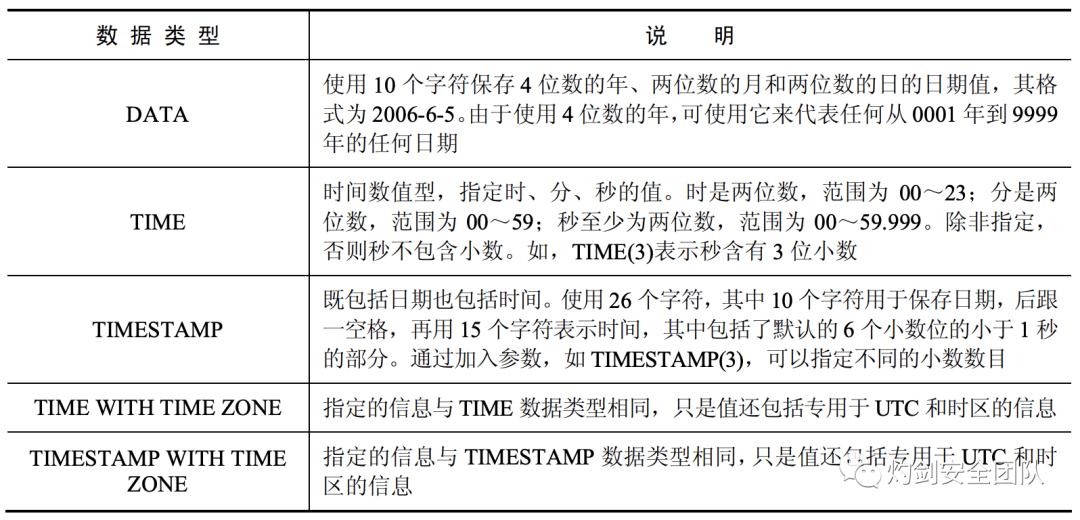 数据类型
说 明
DATA
使用 10 个字符保存 4 位数的年、两位数的月和两位数的日的日期值，其格
式为 2006-6-5。由于使用 4 位数的年，可使用它来代表任何从 0001 年到 9999
年的任何日期
TIME
时间数值型，指定时、分、秒的值。时是两位数，范围为 00～23；分是两
位数，范围为 00～59；秒至少为两位数，范围为 00～59.999。除非指定，
否则秒不包含小数。如，TIME(3)表示秒含有 3 位小数
TIMESTAMP
既包括日期也包括时间。使用 26 个字符，其中 10 个字符用于保存日期，后跟
一空格，再用 15 个字符表示时间，其中包括了默认的 6 个小数位的小于 1 秒
的部分。通过加入参数，如 TIMESTAMP(3)，可以指定不同的小数数目
TIME WITH TIME ZONE
指定的信息与 TIME 数据类型相同，只是值还包括专用于 UTC 和时区的信息
TIMESTAMP WITH TIME
ZONE
指定的信息与 TIMESTAMP 数据类型相同，只是值还包括专用于 UTC 和时
区的信息
灼剑安全团队